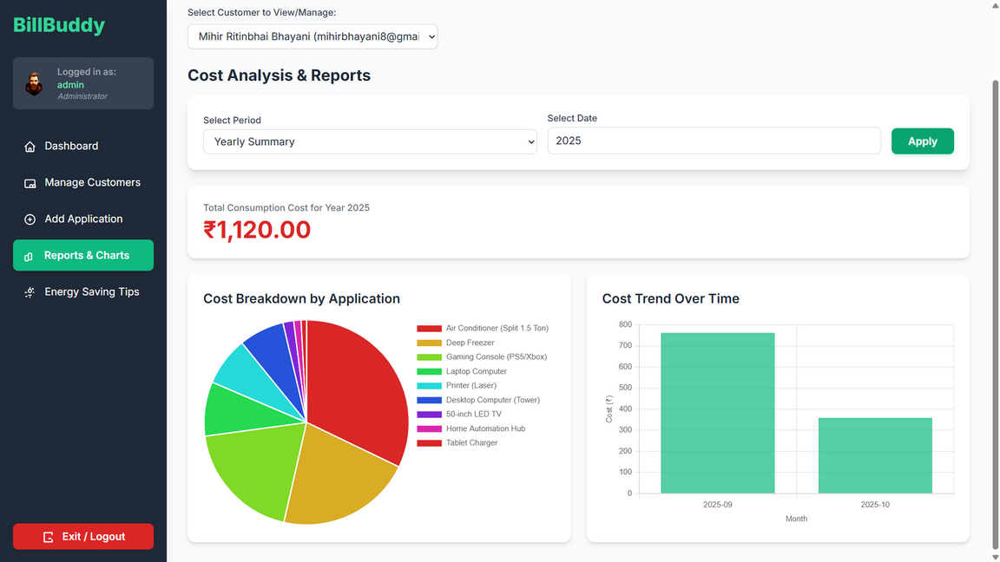 BillBuddy
Logged in as:
admin
Administrator
Dashboard
Manage Customers
Add Application
Reports & Charts
Energy Saving Tips
Exit / Logout
Select Customer to View/Manage:
Mihir Ritinbhai Bhayani (mihirbhayani8@gmai
Cost Analysis & Reports
Select Period
Yearly Summary
Select Date
2025
Apply
Total Consumption Cost for Year 2025
₹1,120.00
Cost Breakdown by Application
Air Conditioner (Split 1.5 Ton)
Deep Freezer
Gaming Console (PS5/Xbox)
Laptop Computer
Printer (Laser)
Desktop Computer (Tower)
50-inch LED TV
Home Automation Hub
Tablet Charger
Cost Trend Over Time
800
700
600
500
400
300
200
100
0
Cost (₹)
2025-09
2025-10
Month